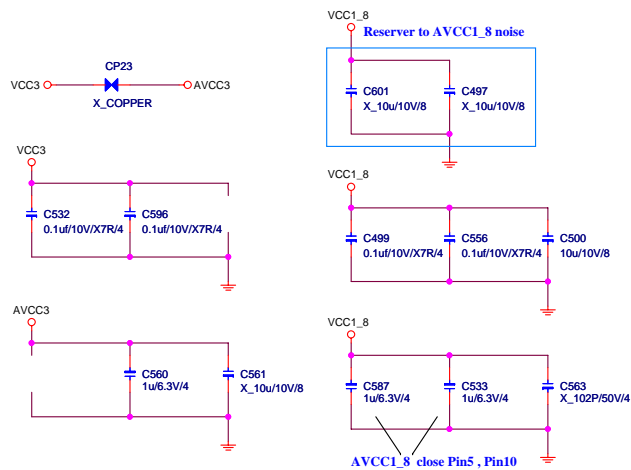 VCC1_8
Reserver to AVCC1_8 noise
CP23
VCC3
AVCC3
X_COPPER
C601
X_10u/10V/8
C497
X_10u/10V/8
VCC3
C532
0.1uf/10V/X7R/4
C596
0.1uf/10V/X7R/4
VCC1_8
C499
0.1uf/10V/X7R/4
C556
0.1uf/10V/X7R/4
C500
10u/10V/8
AVCC3
C560
1u/6.3V/4
C561
X_10u/10V/8
VCC1_8
C587
1u/6.3V/4
C533
1u/6.3V/4
C563
X_102P/50V/4
AVCC1_8 close Pin5 , Pin10